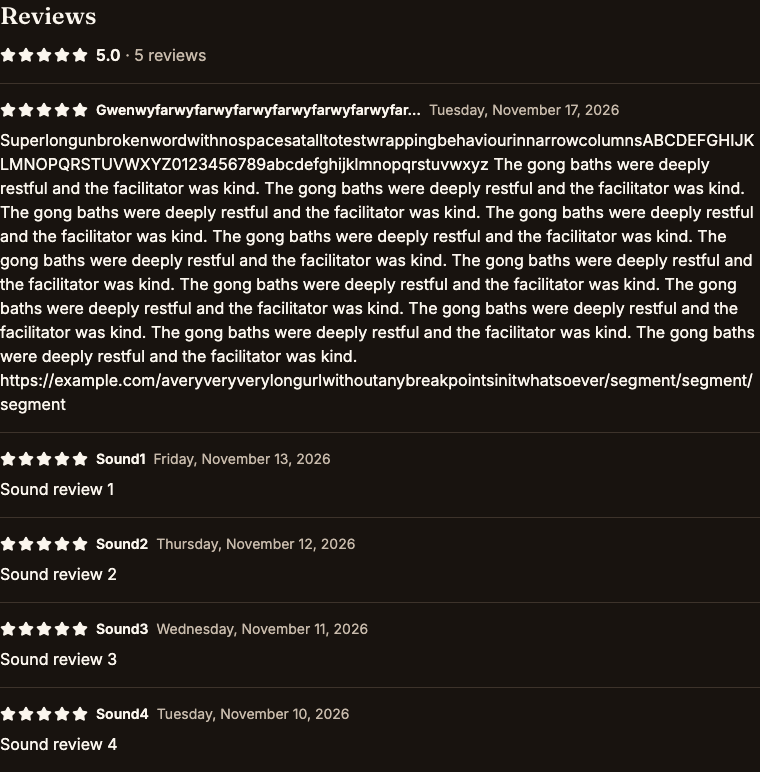 Reviews
★★★★★ 5.0 · 5 reviews
★★★★★ Gwenwyfarwyfarwyfarwyfarwyfarwyfarwyfar... Tuesday, November 17, 2026
SuperlongunbrokenwordwithnospacesatalltotestwrappingbehaviourinnarrowcolumnsABCDEFGHIJK
LMNOPQRSTUVWXYZ0123456789abcdefghijklmnopqrstuvwxyz The gong baths were deeply
restful and the facilitator was kind. The gong baths were deeply restful and the facilitator was kind.
The gong baths were deeply restful and the facilitator was kind. The gong baths were deeply restful
and the facilitator was kind. The gong baths were deeply restful and the facilitator was kind. The
gong baths were deeply restful and the facilitator was kind. The gong baths were deeply restful and
the facilitator was kind. The gong baths were deeply restful and the facilitator was kind. The gong
baths were deeply restful and the facilitator was kind. The gong baths were deeply restful and the
facilitator was kind. The gong baths were deeply restful and the facilitator was kind. The gong baths
were deeply restful and the facilitator was kind.
https://example.com/averyveryverylongurlwithoutanybreakpointsinitwhatsoever/segment/segment/
segment
★★★★★ Sound1 Friday, November 13, 2026
Sound review 1
★★★★★ Sound2 Thursday, November 12, 2026
Sound review 2
★★★★★ Sound3 Wednesday, November 11, 2026
Sound review 3
★★★★★ Sound4 Tuesday, November 10, 2026
Sound review 4